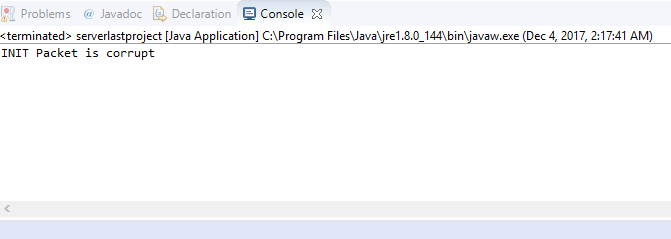 Problems @ Javadoc Declaration Console
<terminated> serverlastproject [Java Application] C:\Program Files\Java\jre1.8.0_144\bin\javaw.exe (Dec 4, 2017, 2:17:41 AM)
INIT Packet is corrupt